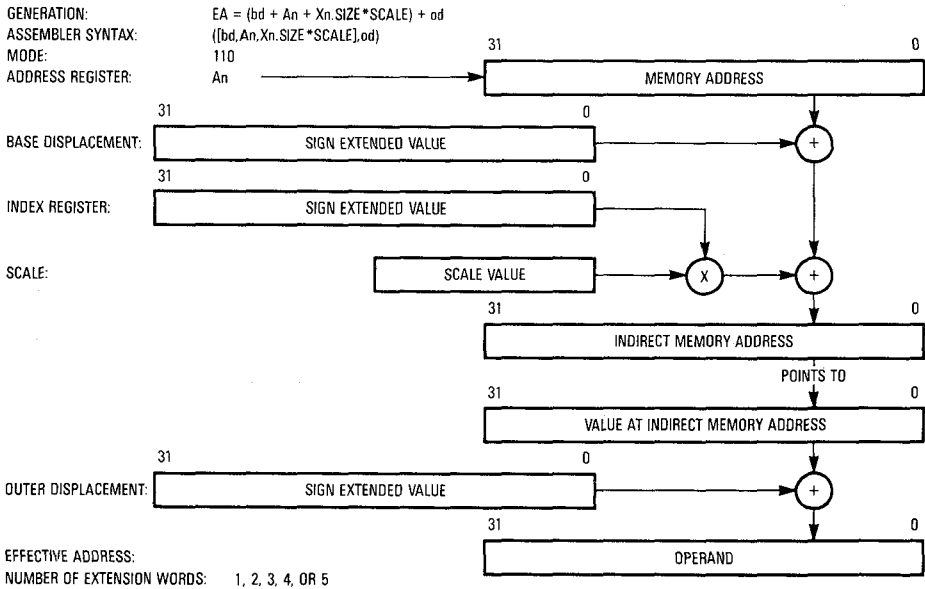 GENERATION: EA = (bd + An + Xn.SIZE*SCALE) + od
ASSEMBLER SYNTAX: ([bd,An,Xn.SIZE*SCALE],od)
MODE: 110
31 0
ADDRESS REGISTER: An MEMORY ADDRESS
31 0
BASE DISPLACEMENT: SIGN EXTENDED VALUE +
31 0
INDEX REGISTER: SIGN EXTENDED VALUE
SCALE: SCALE VALUE X +
31 0
INDIRECT MEMORY ADDRESS
POINTS TO
31 0
VALUE AT INDIRECT MEMORY ADDRESS
31 0
OUTER DISPLACEMENT: SIGN EXTENDED VALUE +
31 0
EFFECTIVE ADDRESS: OPERAND
NUMBER OF EXTENSION WORDS: 1, 2, 3, 4, OR 5